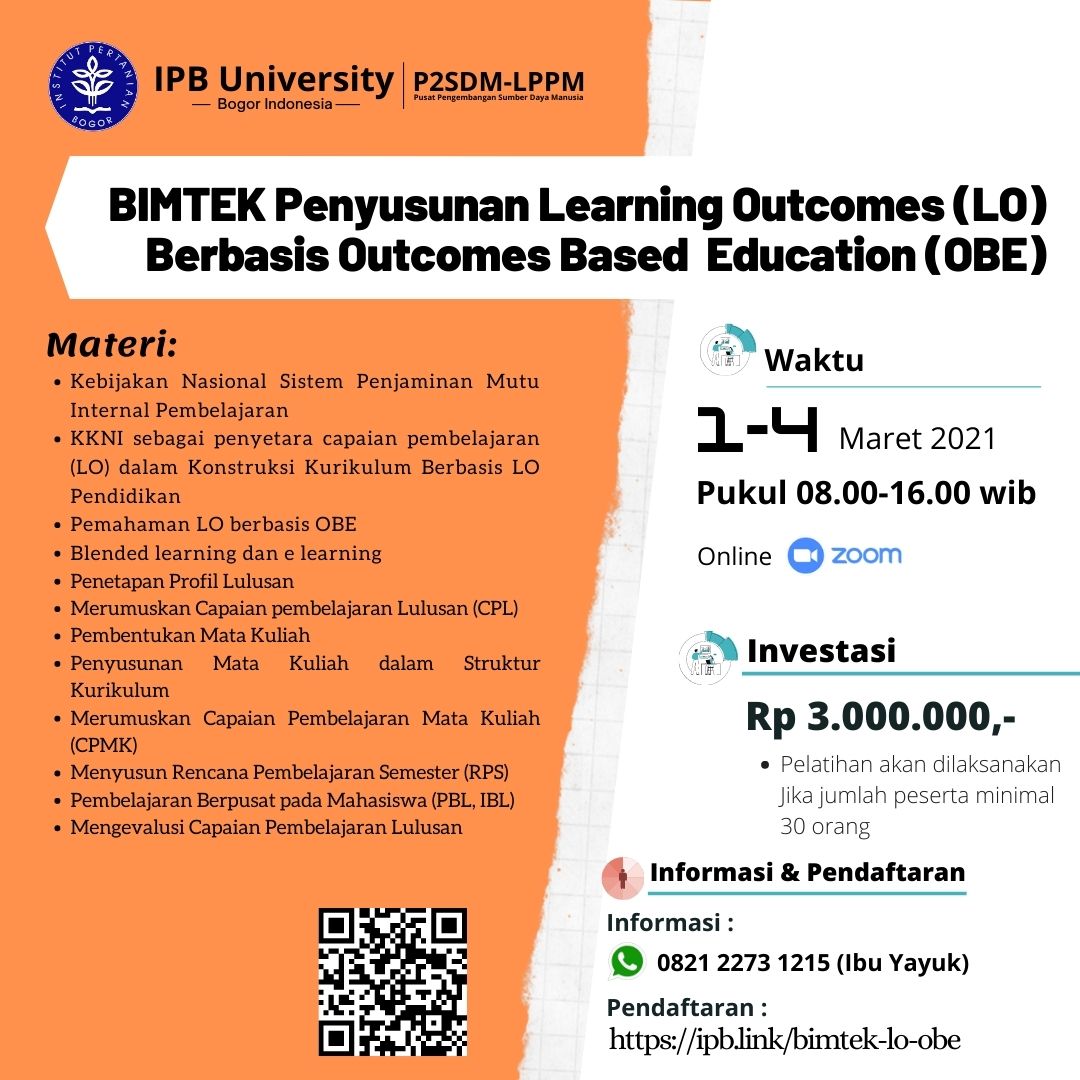 INSTITUT PERTANIAN
BOGOR
IPB University
Bogor Indonesia
P2SDM-LPPM
Pusat Pengembangan Sumber Daya Manusia
BIMTEK Penyusunan Learning Outcomes (LO)
Berbasis Outcomes Based Education (OBE)
Materi:
• Kebijakan Nasional Sistem Penjaminan Mutu
Internal Pembelajaran
• KKNI sebagai penyetara capaian pembelajaran
(LO) dalam Konstruksi Kurikulum Berbasis LO
Pendidikan
• Pemahaman LO berbasis OBE
• Blended learning dan e learning
• Penetapan Profil Lulusan
• Merumuskan Capaian pembelajaran Lulusan (CPL)
• Pembentukan Mata Kuliah
• Penyusunan Mata Kuliah dalam Struktur
Kurikulum
• Merumuskan Capaian Pembelajaran Mata Kuliah
(CPMK)
• Menyusun Rencana Pembelajaran Semester (RPS)
• Pembelajaran Berpusat pada Mahasiswa (PBL, IBL)
• Mengevalusi Capaian Pembelajaran Lulusan
Waktu
1-4 Maret 2021
Pukul 08.00-16.00 wib
Online zoom
Investasi
Rp 3.000.000,-
• Pelatihan akan dilaksanakan
Jika jumlah peserta minimal
30 orang
Informasi & Pendaftaran
Informasi :
0821 2273 1215 (Ibu Yayuk)
Pendaftaran :
https://ipb.link/bimtek-lo-obe